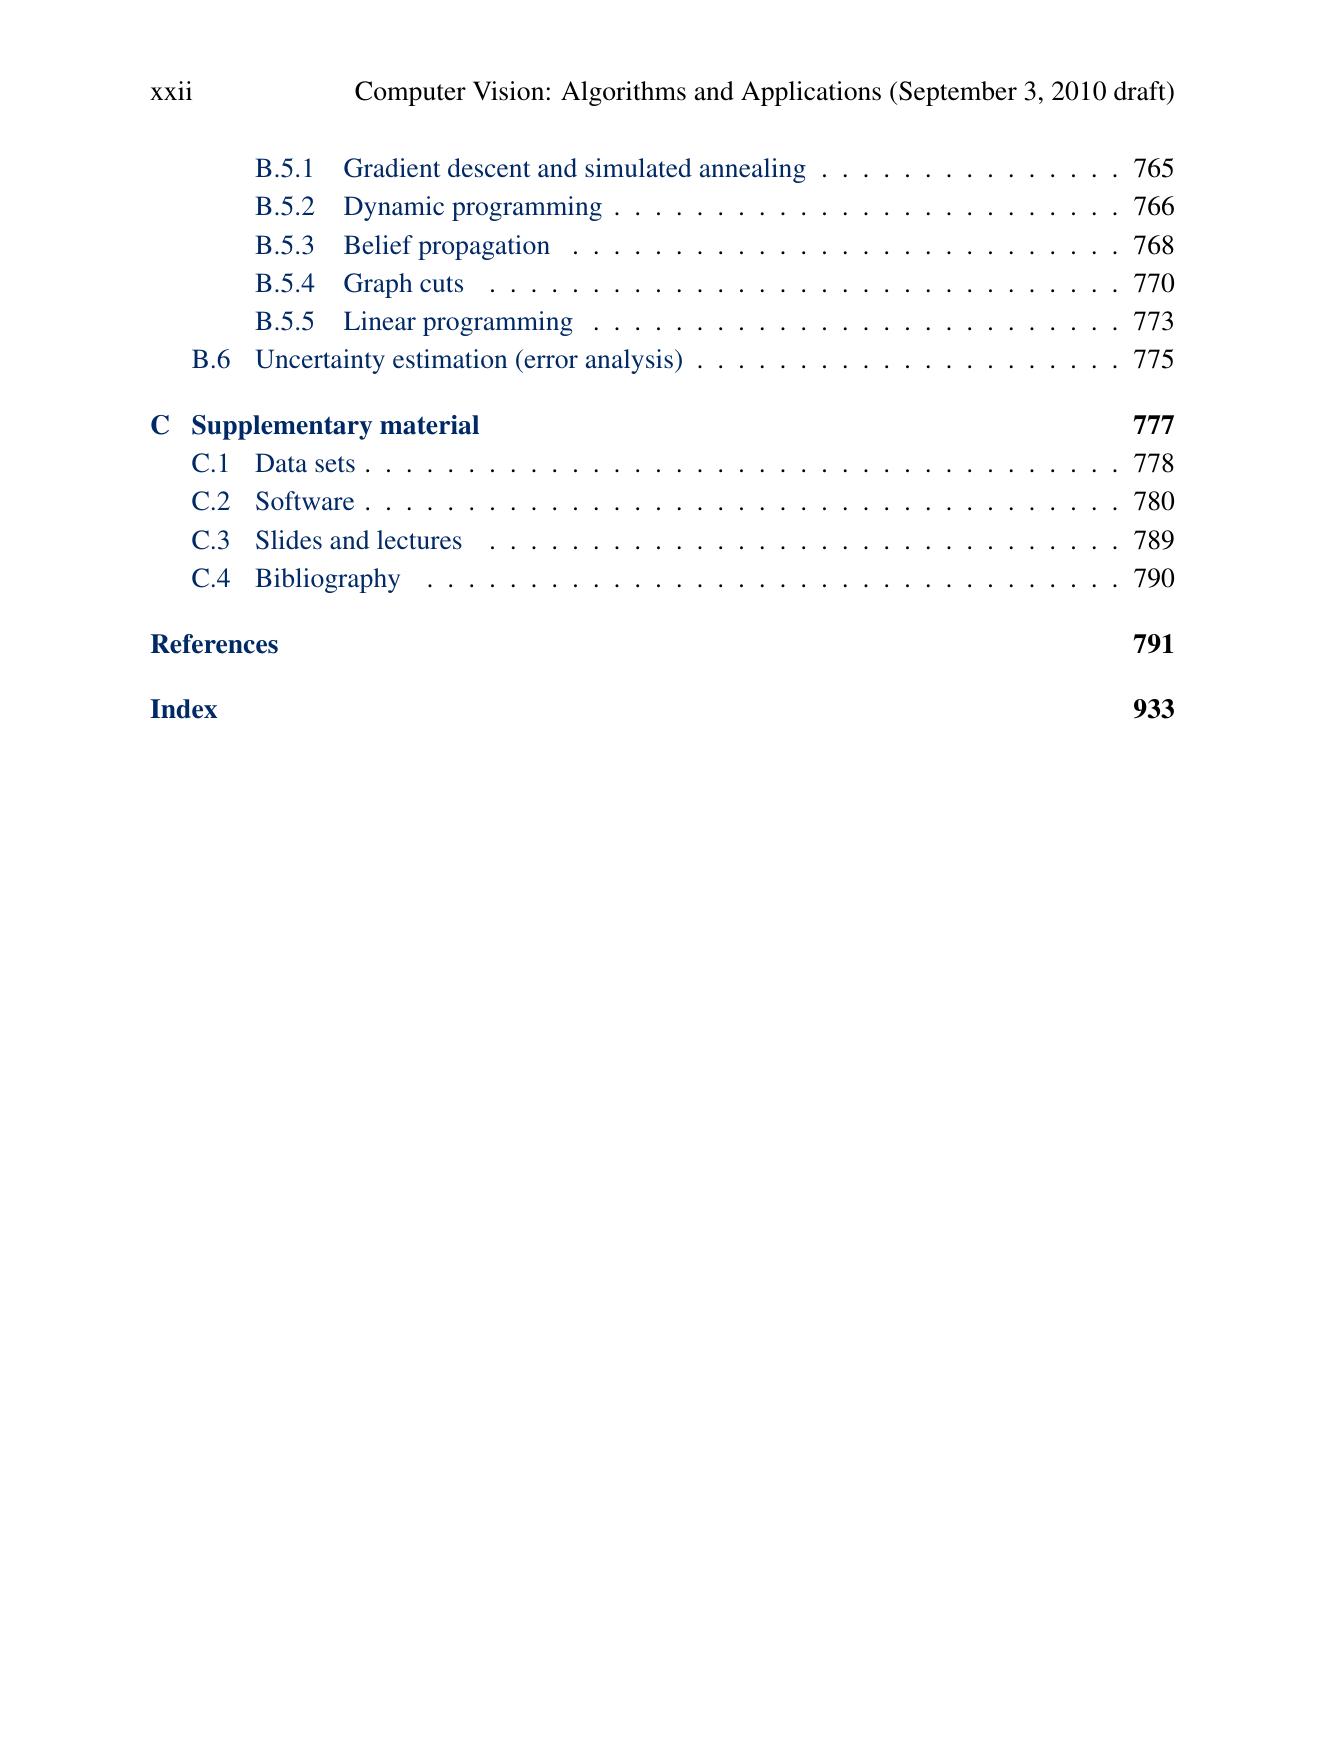 xxii Computer Vision: Algorithms and Applications (September 3, 2010 draft)
B.5.1 Gradient descent and simulated annealing . . . . . . . . . . . . . . . 765
B.5.2 Dynamic programming . . . . . . . . . . . . . . . . . . . . . . . . . 766
B.5.3 Belief propagation . . . . . . . . . . . . . . . . . . . . . . . . . . . 768
B.5.4 Graph cuts . . . . . . . . . . . . . . . . . . . . . . . . . . . . . . . 770
B.5.5 Linear programming . . . . . . . . . . . . . . . . . . . . . . . . . . 773
B.6 Uncertainty estimation (error analysis) . . . . . . . . . . . . . . . . . . . . . 775
C Supplementary material 777
C.1 Data sets . . . . . . . . . . . . . . . . . . . . . . . . . . . . . . . . . . . . . 778
C.2 Software . . . . . . . . . . . . . . . . . . . . . . . . . . . . . . . . . . . . . 780
C.3 Slides and lectures . . . . . . . . . . . . . . . . . . . . . . . . . . . . . . . 789
C.4 Bibliography . . . . . . . . . . . . . . . . . . . . . . . . . . . . . . . . . . 790
References 791
Index 933